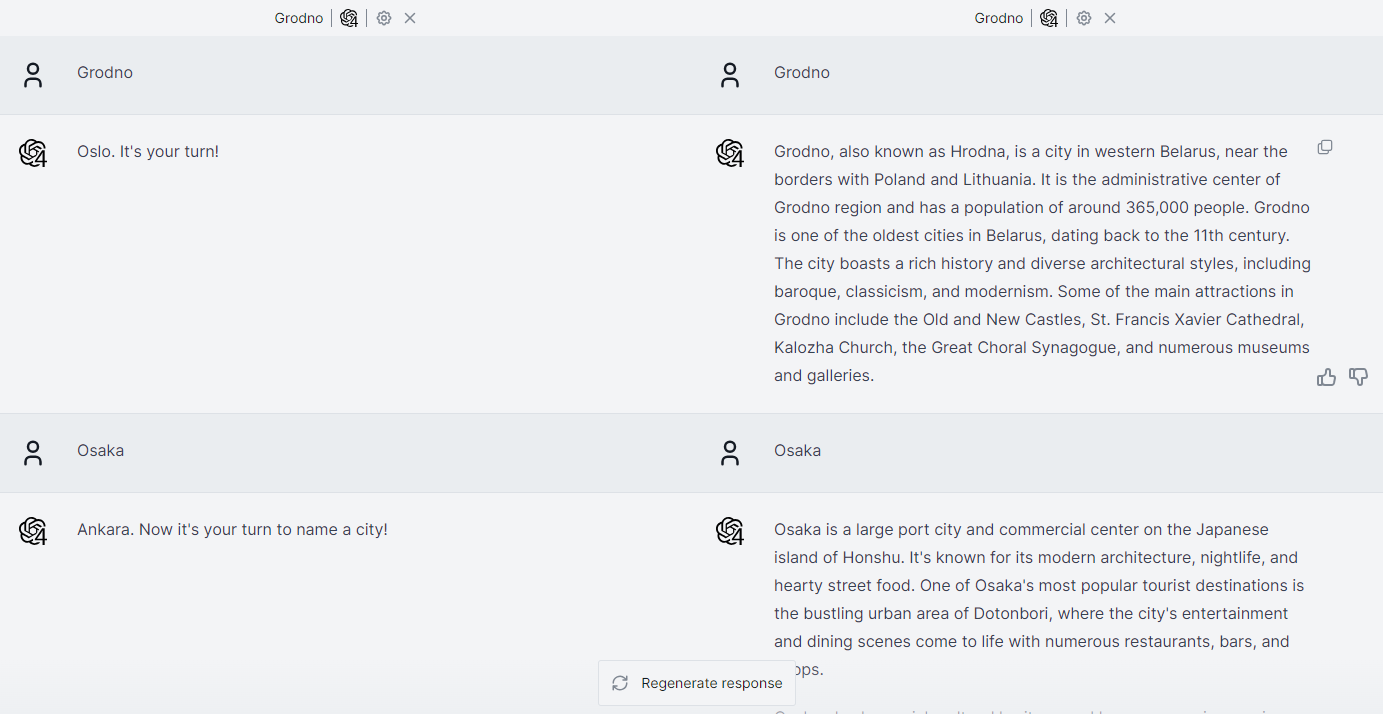 Grodno
Grodno
Grodno
Oslo. It's your turn!
Osaka
Ankara. Now it's your turn to name a city!
Grodno
Grodno, also known as Hrodna, is a city in western Belarus, near the
borders with Poland and Lithuania. It is the administrative center of
Grodno region and has a population of around 365,000 people. Grodno
is one of the oldest cities in Belarus, dating back to the 11th century.
The city boasts a rich history and diverse architectural styles, including
baroque, classicism, and modernism. Some of the main attractions in
Grodno include the Old and New Castles, St. Francis Xavier Cathedral,
Kalozha Church, the Great Choral Synagogue, and numerous museums
and galleries.
Osaka
Osaka is a large port city and commercial center on the Japanese
island of Honshu. It's known for its modern architecture, nightlife, and
hearty street food. One of Osaka's most popular tourist destinations is
the bustling urban area of Dotonbori, where the city's entertainment
and dining scenes come to life with numerous restaurants, bars, and
ops.
Regenerate response